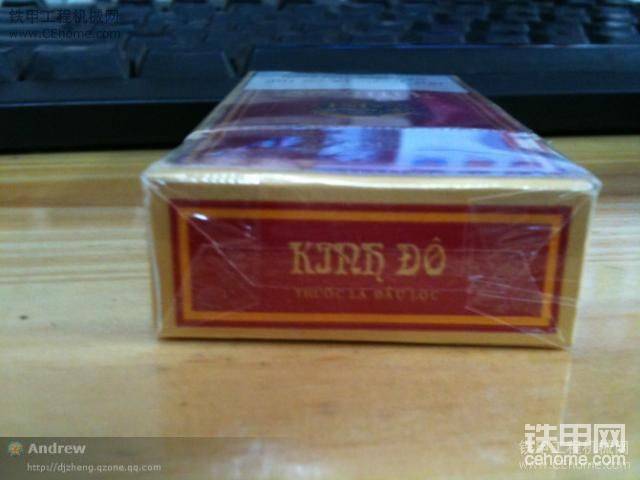 铁甲工程机械网
www.CEhome.com
KINH ĐÔ
THUỐC LÁ ĐẦU LỌC
Andrew
http://djzheng.qzone.qq.com
铁甲网
cehome.com